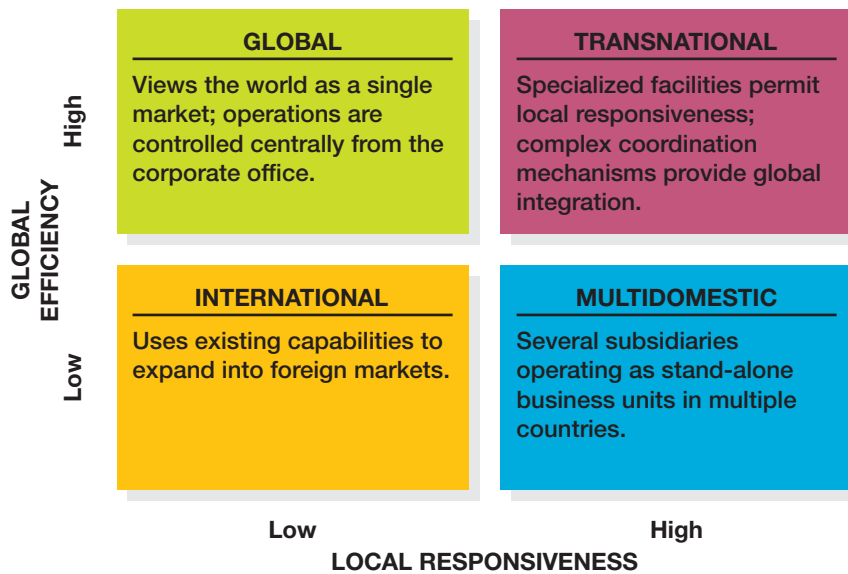 GLOBAL
Views the world as a single
market; operations are
controlled centrally from the
corporate office.
TRANSNATIONAL
Specialized facilities permit
local responsiveness;
complex coordination
mechanisms provide global
integration.
High
GLOBAL
EFFICIENCY
Low
INTERNATIONAL
Uses existing capabilities to
expand into foreign markets.
MULTIDOMESTIC
Several subsidiaries
operating as stand-alone
business units in multiple
countries.
Low
High
LOCAL RESPONSIVENESS